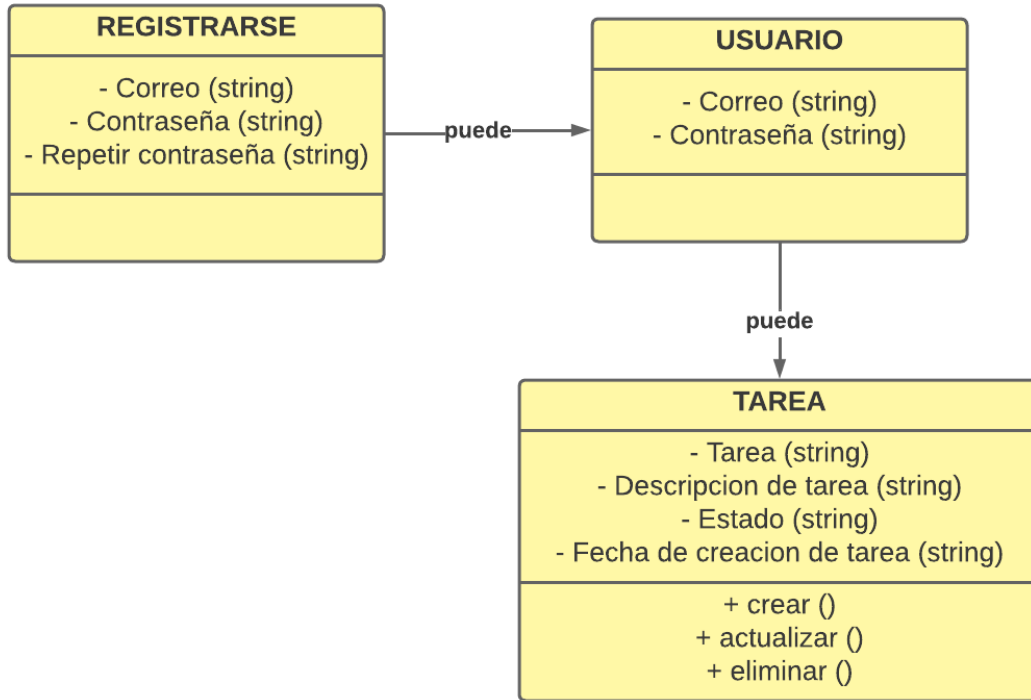 REGISTRARSE
- Correo (string)
- Contraseña (string)
- Repetir contraseña (string)
puede
USUARIO
- Correo (string)
- Contraseña (string)
puede
TAREA
- Tarea (string)
- Descripcion de tarea (string)
- Estado (string)
- Fecha de creacion de tarea (string)
+ crear ()
+ actualizar ()
+ eliminar ()